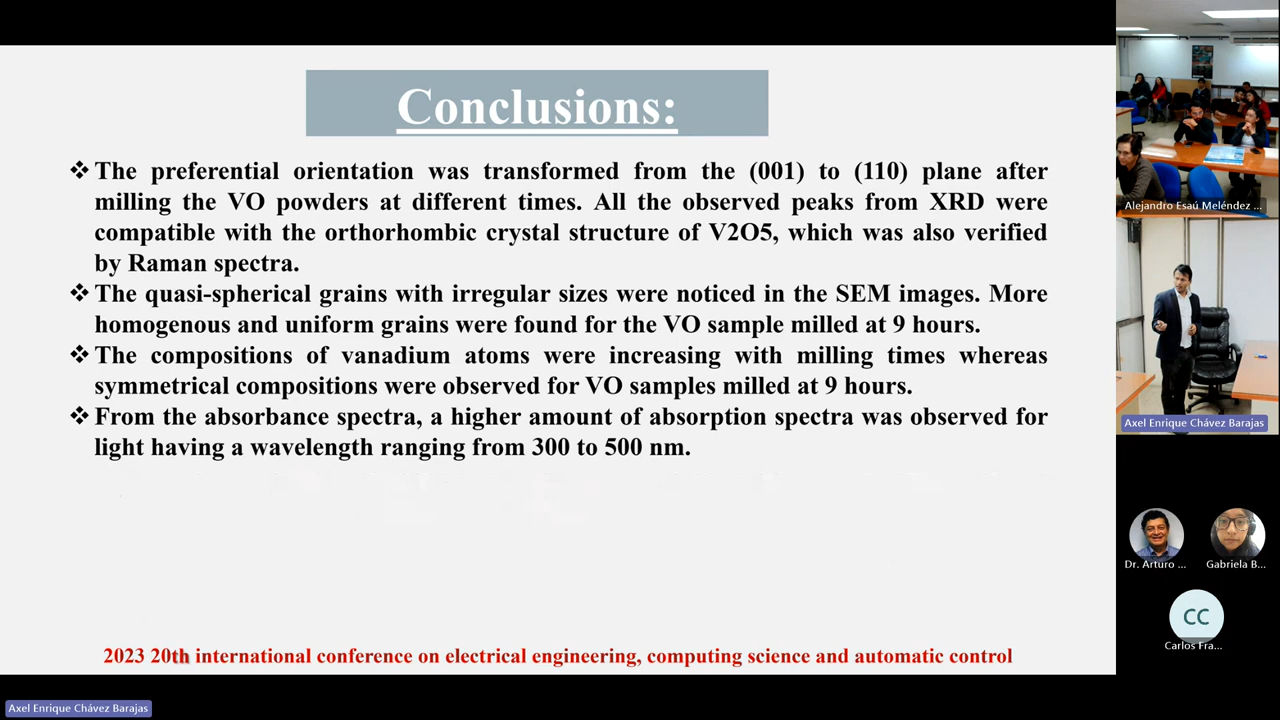 Conclusions:
❖ The preferential orientation was transformed from the (001) to (110) plane after
milling the VO powders at different times. All the observed peaks from XRD were
compatible with the orthorhombic crystal structure of V2O5, which was also verified
by Raman spectra.
❖ The quasi-spherical grains with irregular sizes were noticed in the SEM images. More
homogenous and uniform grains were found for the VO sample milled at 9 hours.
❖ The compositions of vanadium atoms were increasing with milling times whereas
symmetrical compositions were observed for VO samples milled at 9 hours.
❖ From the absorbance spectra, a higher amount of absorption spectra was observed for
light having a wavelength ranging from 300 to 500 nm.
2023 20th international conference on electrical engineering, computing science and automatic control
Axel Enrique Chávez Barajas
Alejandro Esaú Meléndez ...
Axel Enrique Chávez Barajas
Dr. Arturo ...
Gabriela B...
CC
Carlos Fra...